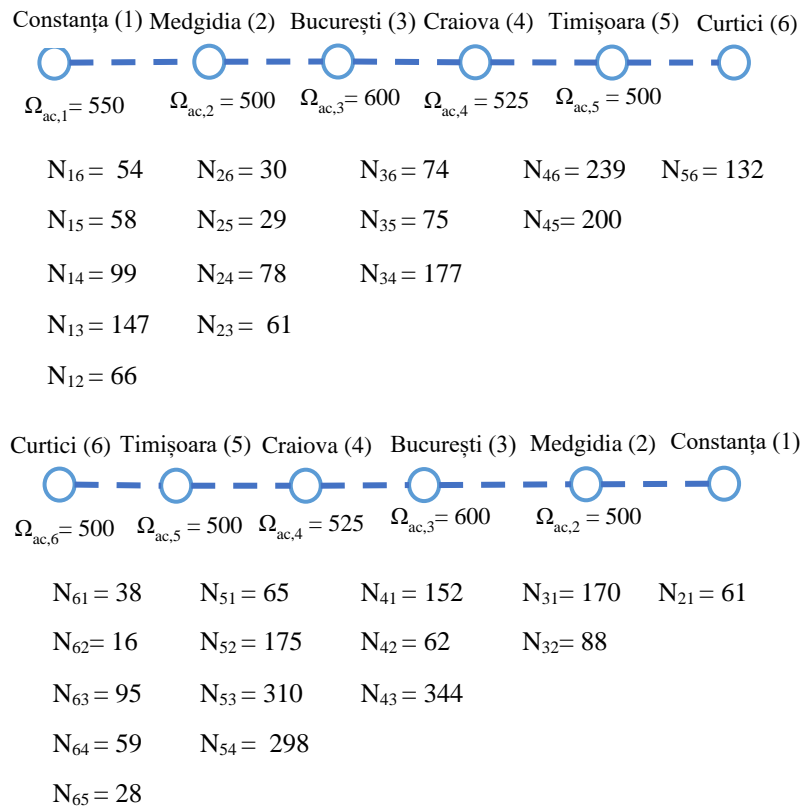 Constanța (1) Medgidia (2) București (3) Craiova (4) Timișoara (5) Curtici (6)
Ωac,1= 550 Ωac,2 = 500 Ωac,3= 600 Ωac,4 = 525 Ωac,5 = 500
N16 = 54 N26 = 30 N36 = 74 N46 = 239 N56 = 132
N15 = 58 N25 = 29 N35 = 75 N45= 200
N14 = 99 N24 = 78 N34 = 177
N13 = 147 N23 = 61
N12 = 66
Curtici (6) Timișoara (5) Craiova (4) București (3) Medgidia (2) Constanța (1)
Ωac,6= 500 Ωac,5 = 500 Ωac,4 = 525 Ωac,3= 600 Ωac,2 = 500
N61 = 38 N51 = 65 N41 = 152 N31= 170 N21 = 61
N62= 16 N52 = 175 N42 = 62 N32= 88
N63 = 95 N53 = 310 N43 = 344
N64 = 59 N54 = 298
N65 = 28